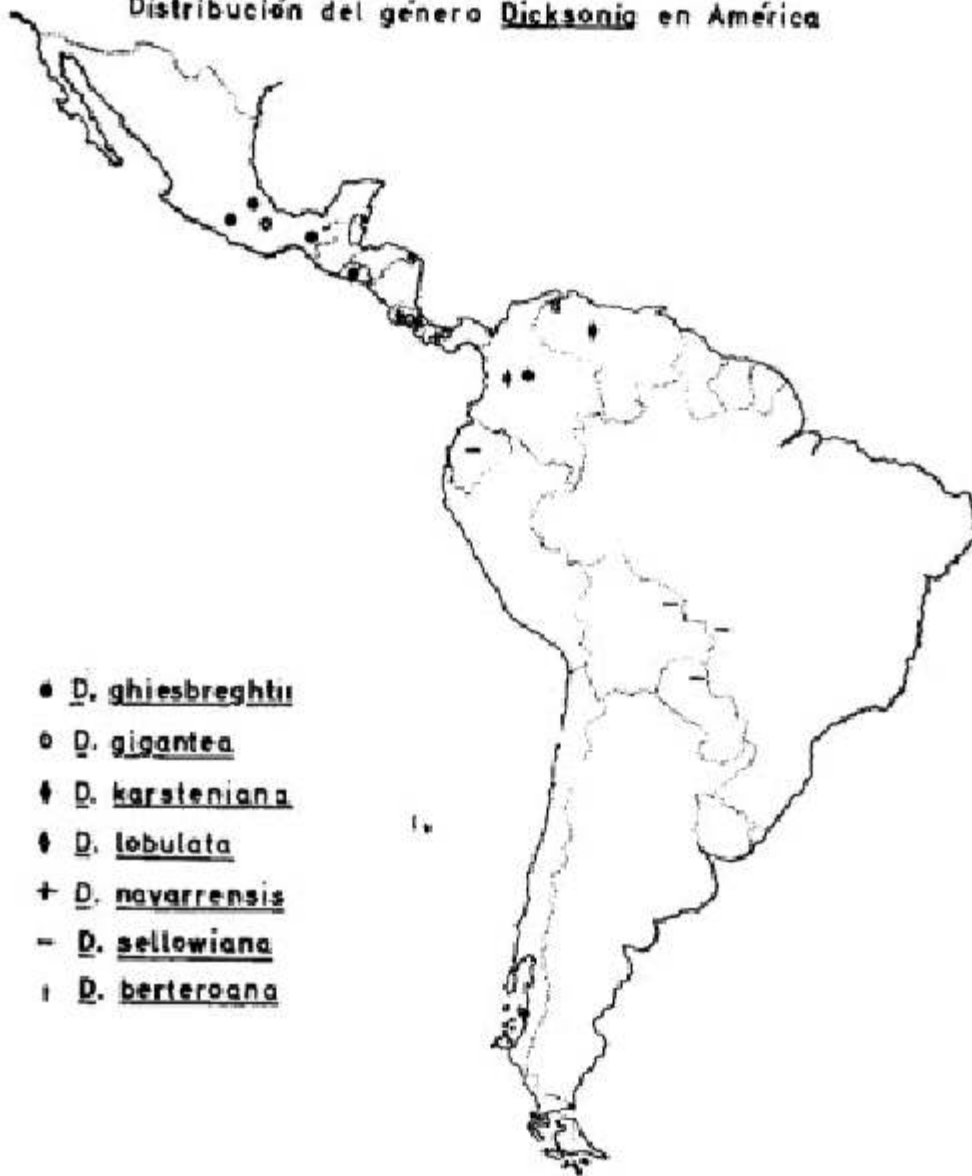 Distribución del género Dicksonia en América
D. ghiesbreghtii
D. gigantea
D. karsteniana
D. lobulata
D. navarrensis
D. sellowiana
D. berteroana